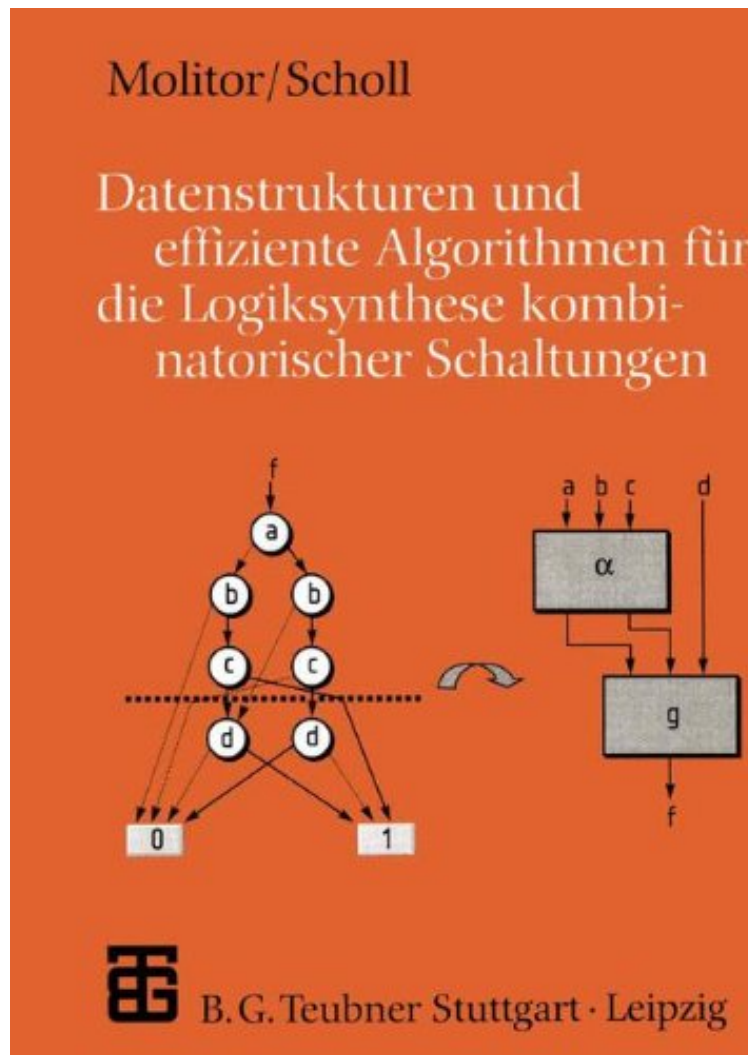 Molitor/Scholl
Datenstrukturen und
effiziente Algorithmen für
die Logiksynthese kombi-
natorischer Schaltungen
f
a
b b
c c
d d
0 1
a b c d
α
g
f
B. G. Teubner Stuttgart · Leipzig